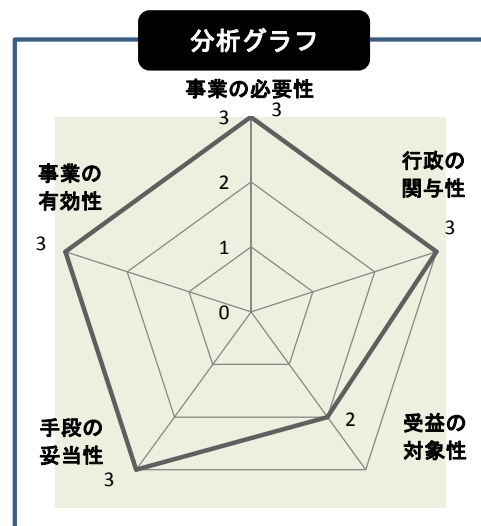 分析グラフ
事業の必要性
3
3
2
1
0
行政の
関与性
3
受益の
対象性
2
手段の
妥当性
3
事業の
有効性
3